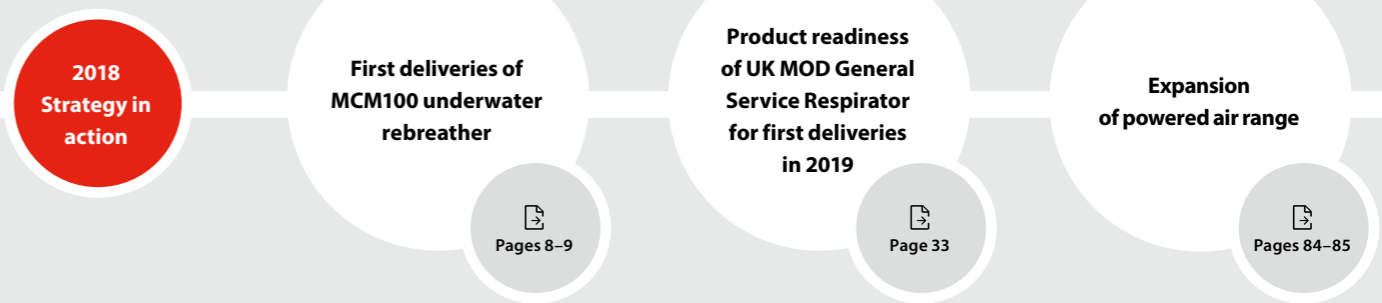 2018
Strategy in
action
First deliveries of
MCM100 underwater
rebreather
Pages 8–9
Product readiness
of UK MOD General
Service Respirator
for first deliveries
in 2019
Page 33
Expansion
of powered air range
Pages 84–85